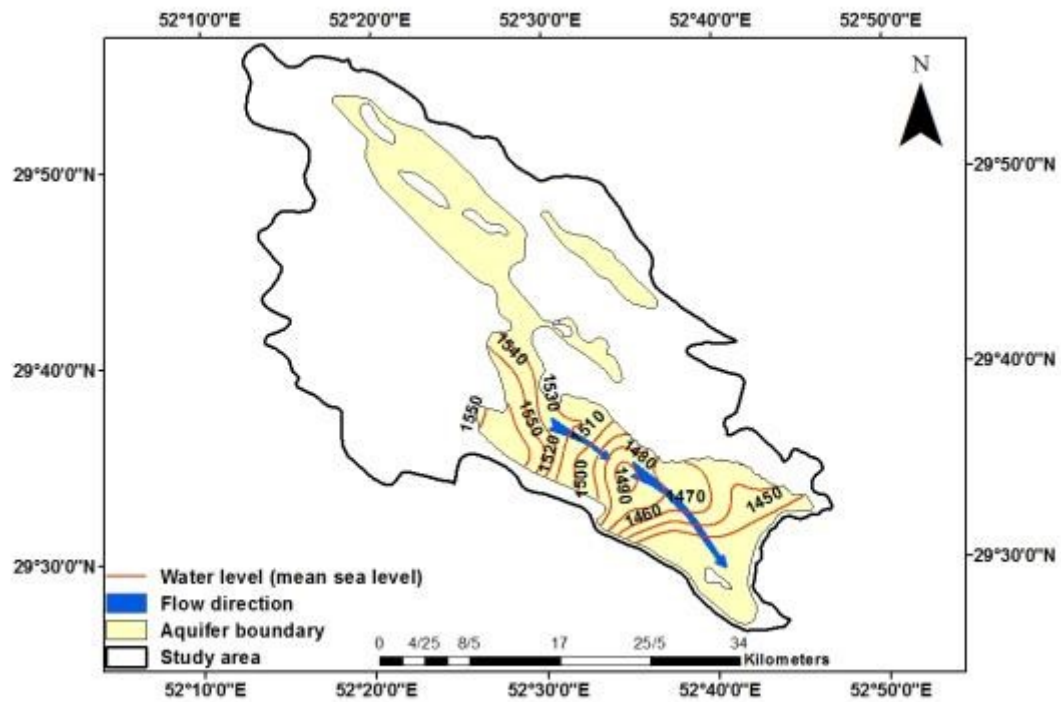 52°10'0"E 52°20'0"E 52°30'0"E 52°40'0"E 52°50'0"E
N
29°50'0"N 29°50'0"N
29°40'0"N 29°40'0"N
29°30'0"N 29°30'0"N
1540
1550
1530
1550
1510
1520
1480
1500
1490
1470
1450
1460
Water level (mean sea level)
Flow direction
Aquifer boundary
Study area
0 4/25 8/5 17 25/5 34
Kilometers
52°10'0"E 52°20'0"E 52°30'0"E 52°40'0"E 52°50'0"E